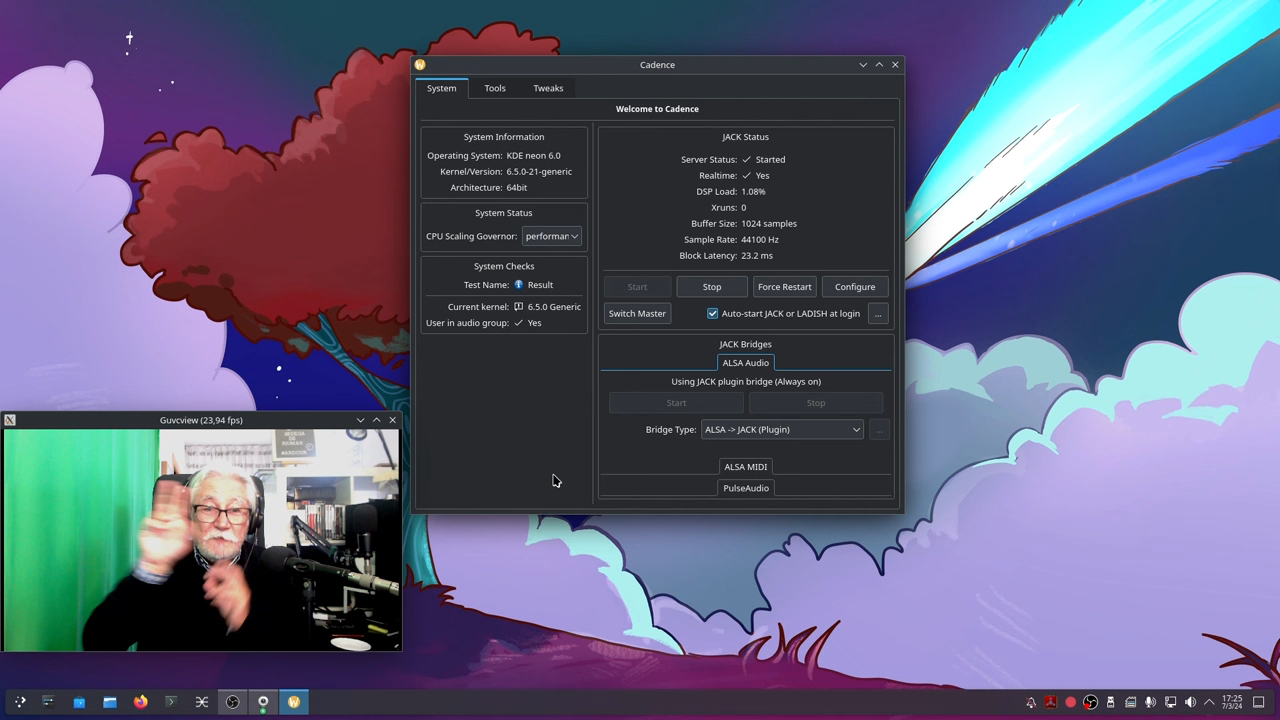 Cadence
System
Tools
Tweaks
Welcome to Cadence
System Information
Operating System: KDE neon 6.0
Kernel/Version: 6.5.0-21-generic
Architecture: 64bit
System Status
CPU Scaling Governor: performan
System Checks
Test Name: Result
Current kernel: 6.5.0 Generic
User in audio group: Yes
JACK Status
Server Status: Started
Realtime: Yes
DSP Load: 1.08%
Xruns: 0
Buffer Size: 1024 samples
Sample Rate: 44100 Hz
Block Latency: 23.2 ms
Start
Stop
Force Restart
Configure
Switch Master
Auto-start JACK or LADISH at login
...
JACK Bridges
ALSA Audio
Using JACK plugin bridge (Always on)
Start
Stop
Bridge Type: ALSA -> JACK (Plugin)
...
ALSA MIDI
PulseAudio
Guvcview (23,94 fps)
17:25
7/3/24